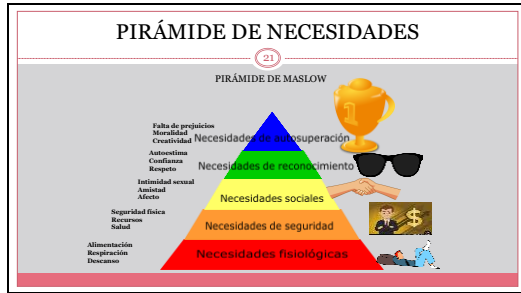 PIRÁMIDE DE NECESIDADES
21
PIRÁMIDE DE MASLOW
1
Falta de prejuicios
Moralidad
Creatividad
Necesidades de autosuperación
Autoestima
Confianza
Respeto
Necesidades de reconocimiento
Intimidad sexual
Amistad
Afecto
Necesidades sociales
Seguridad física
Recursos
Salud
Necesidades de seguridad
$
Alimentación
Respiración
Descanso
Necesidades fisiológicas